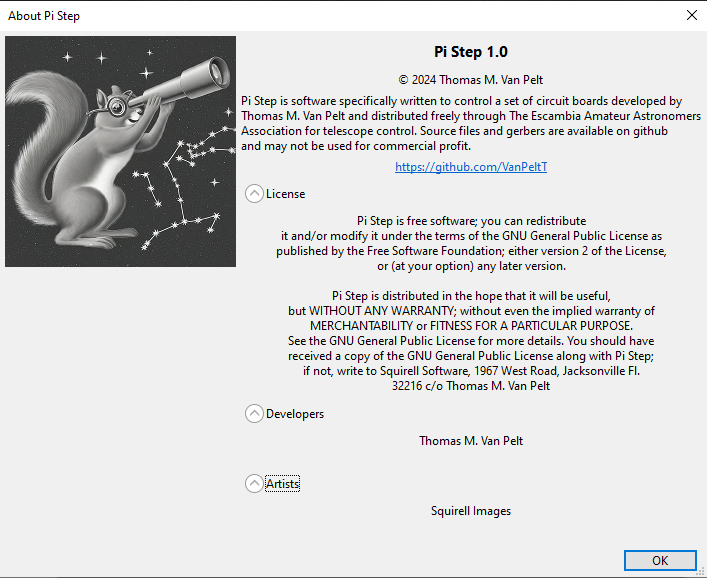 About Pi Step
Pi Step 1.0
© 2024 Thomas M. Van Pelt
Pi Step is software specifically written to control a set of circuit boards developed by
Thomas M. Van Pelt and distributed freely through The Escambia Amateur Astronomers
Association for telescope control. Source files and gerbers are available on github
and may not be used for commercial profit.
https://github.com/VanPeltT
License
Pi Step is free software; you can redistribute
it and/or modify it under the terms of the GNU General Public License as
published by the Free Software Foundation; either version 2 of the License,
or (at your option) any later version.
Pi Step is distributed in the hope that it will be useful,
but WITHOUT ANY WARRANTY; without even the implied warranty of
MERCHANTABILITY or FITNESS FOR A PARTICULAR PURPOSE.
See the GNU General Public License for more details. You should have
received a copy of the GNU General Public License along with Pi Step;
if not, write to Squirell Software, 1967 West Road, Jacksonville Fl.
32216 c/o Thomas M. Van Pelt
Developers
Thomas M. Van Pelt
Artists
Squirell Images
OK